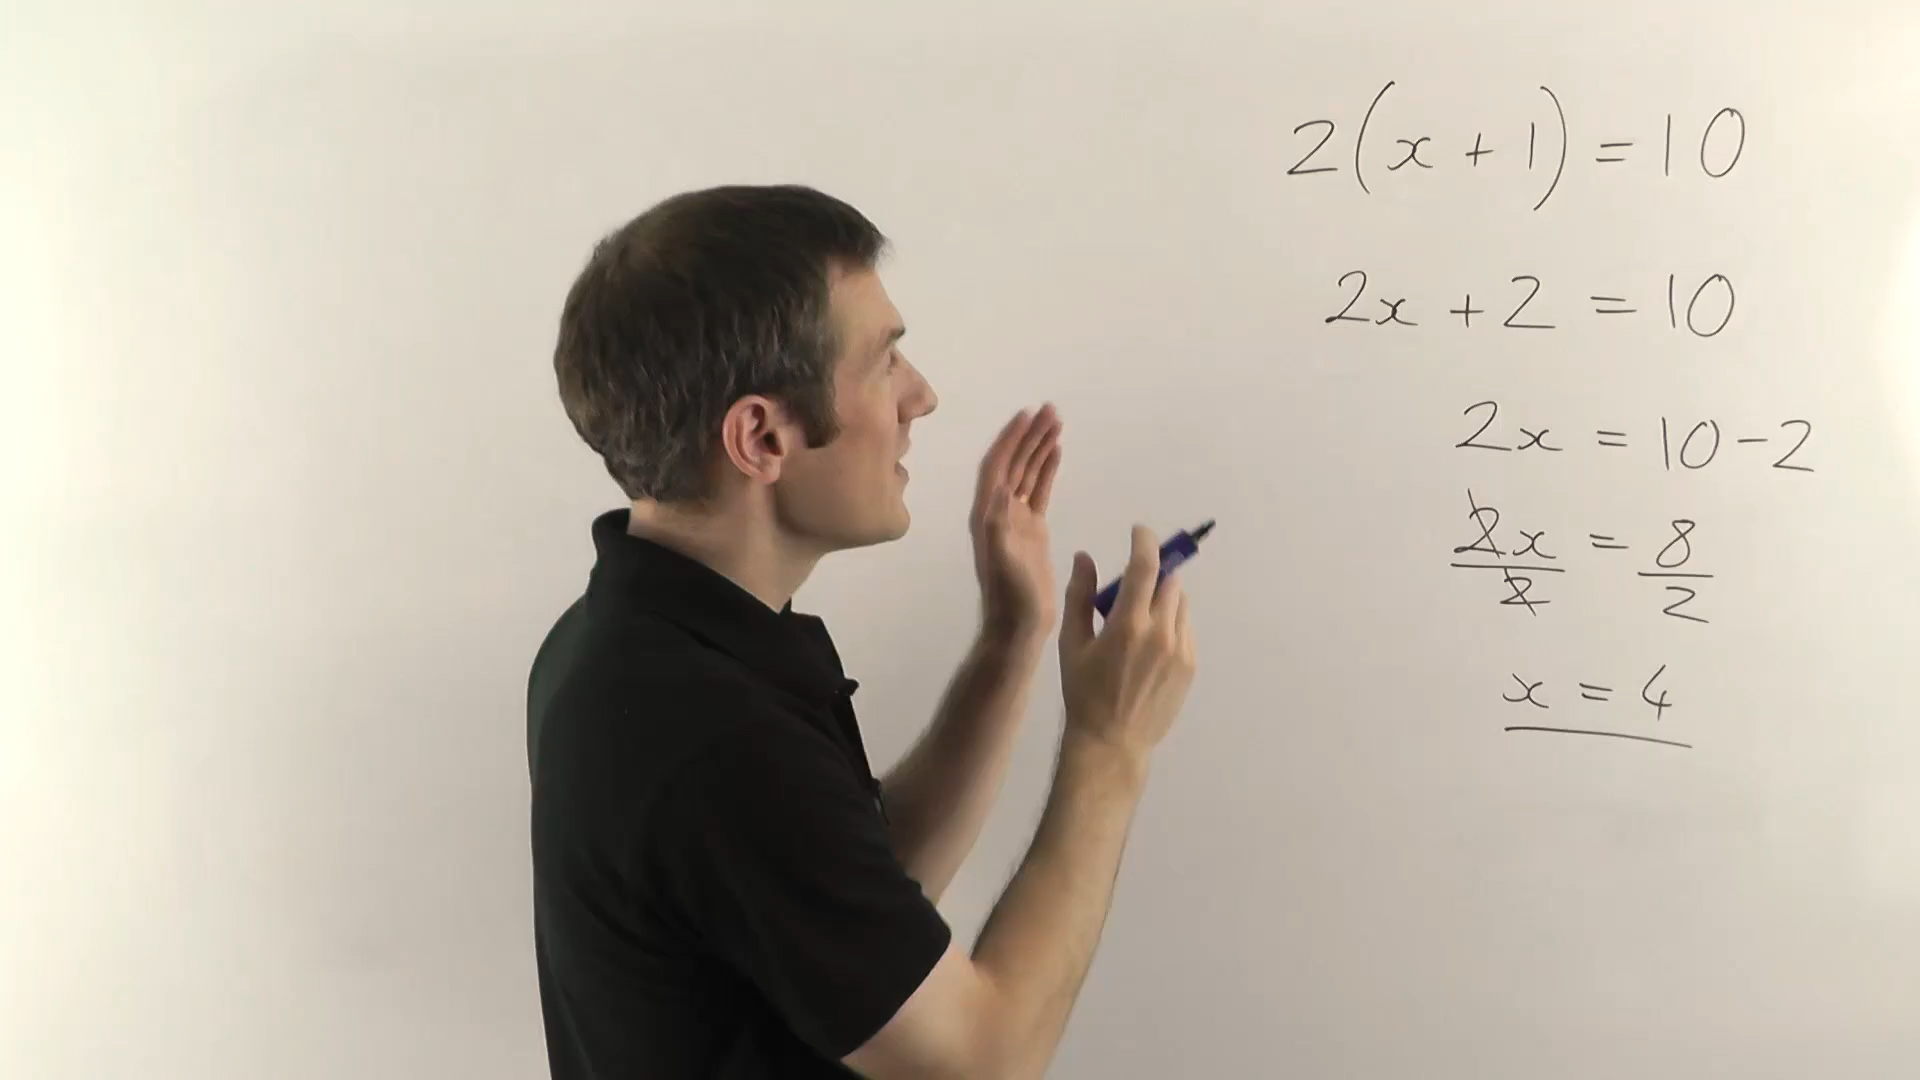 2(x + 1) = 10
2x + 2 = 10
2x = 10 - 2
2x/2 = 8/2
x = 4